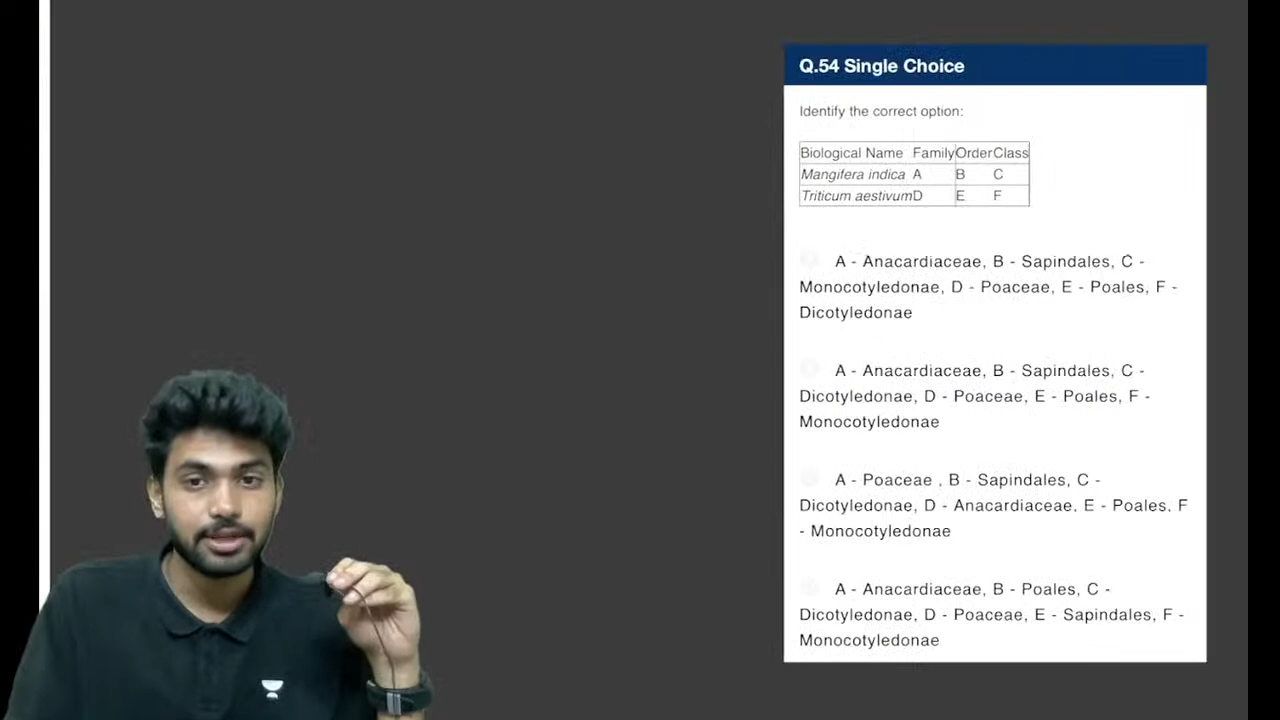 Q.54 Single Choice
Identify the correct option:
Biological Name Family Order Class
Mangifera indica A B C
Triticum aestivum D E F
A - Anacardiaceae, B - Sapindales, C -
Monocotyledonae, D - Poaceae, E - Poales, F -
Dicotyledonae
A - Anacardiaceae, B - Sapindales, C -
Dicotyledonae, D - Poaceae, E - Poales, F -
Monocotyledonae
A - Poaceae , B - Sapindales, C -
Dicotyledonae, D - Anacardiaceae, E - Poales, F
- Monocotyledonae
A - Anacardiaceae, B - Poales, C -
Dicotyledonae, D - Poaceae, E - Sapindales, F -
Monocotyledonae